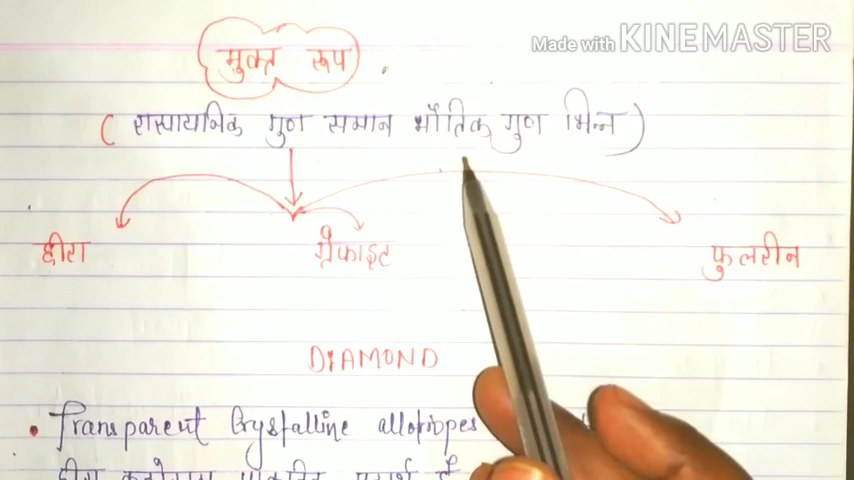 Made with KINEMASTER
मुक्त रूप
( रासायनिक गुण समान भौतिक गुण भिन्न )
हीरा ग्रेफाइट फुलरीन
DIAMOND
• Transparent Crystalline allotropes
हीरा